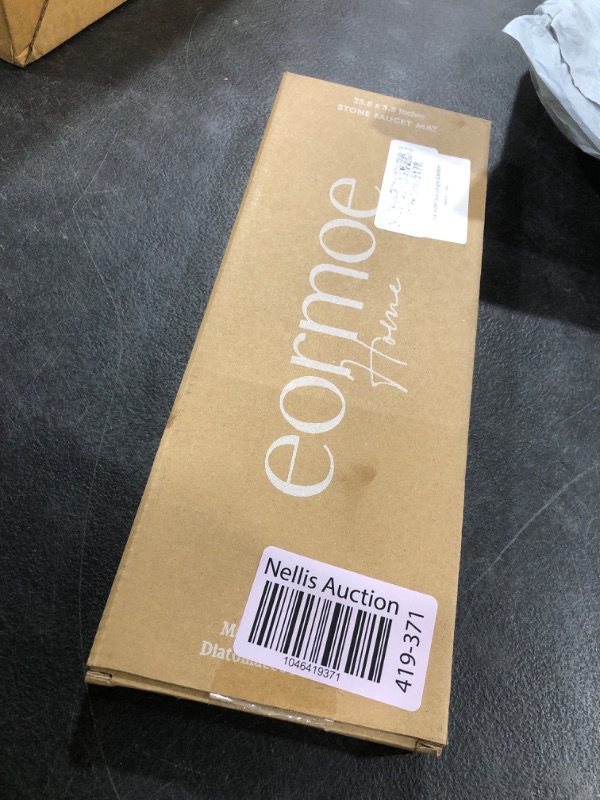 23.6 x 5.9 Inches
STONE FAUCET MAT
eormoe
Home
Nellis Auction
1046419371
419-371